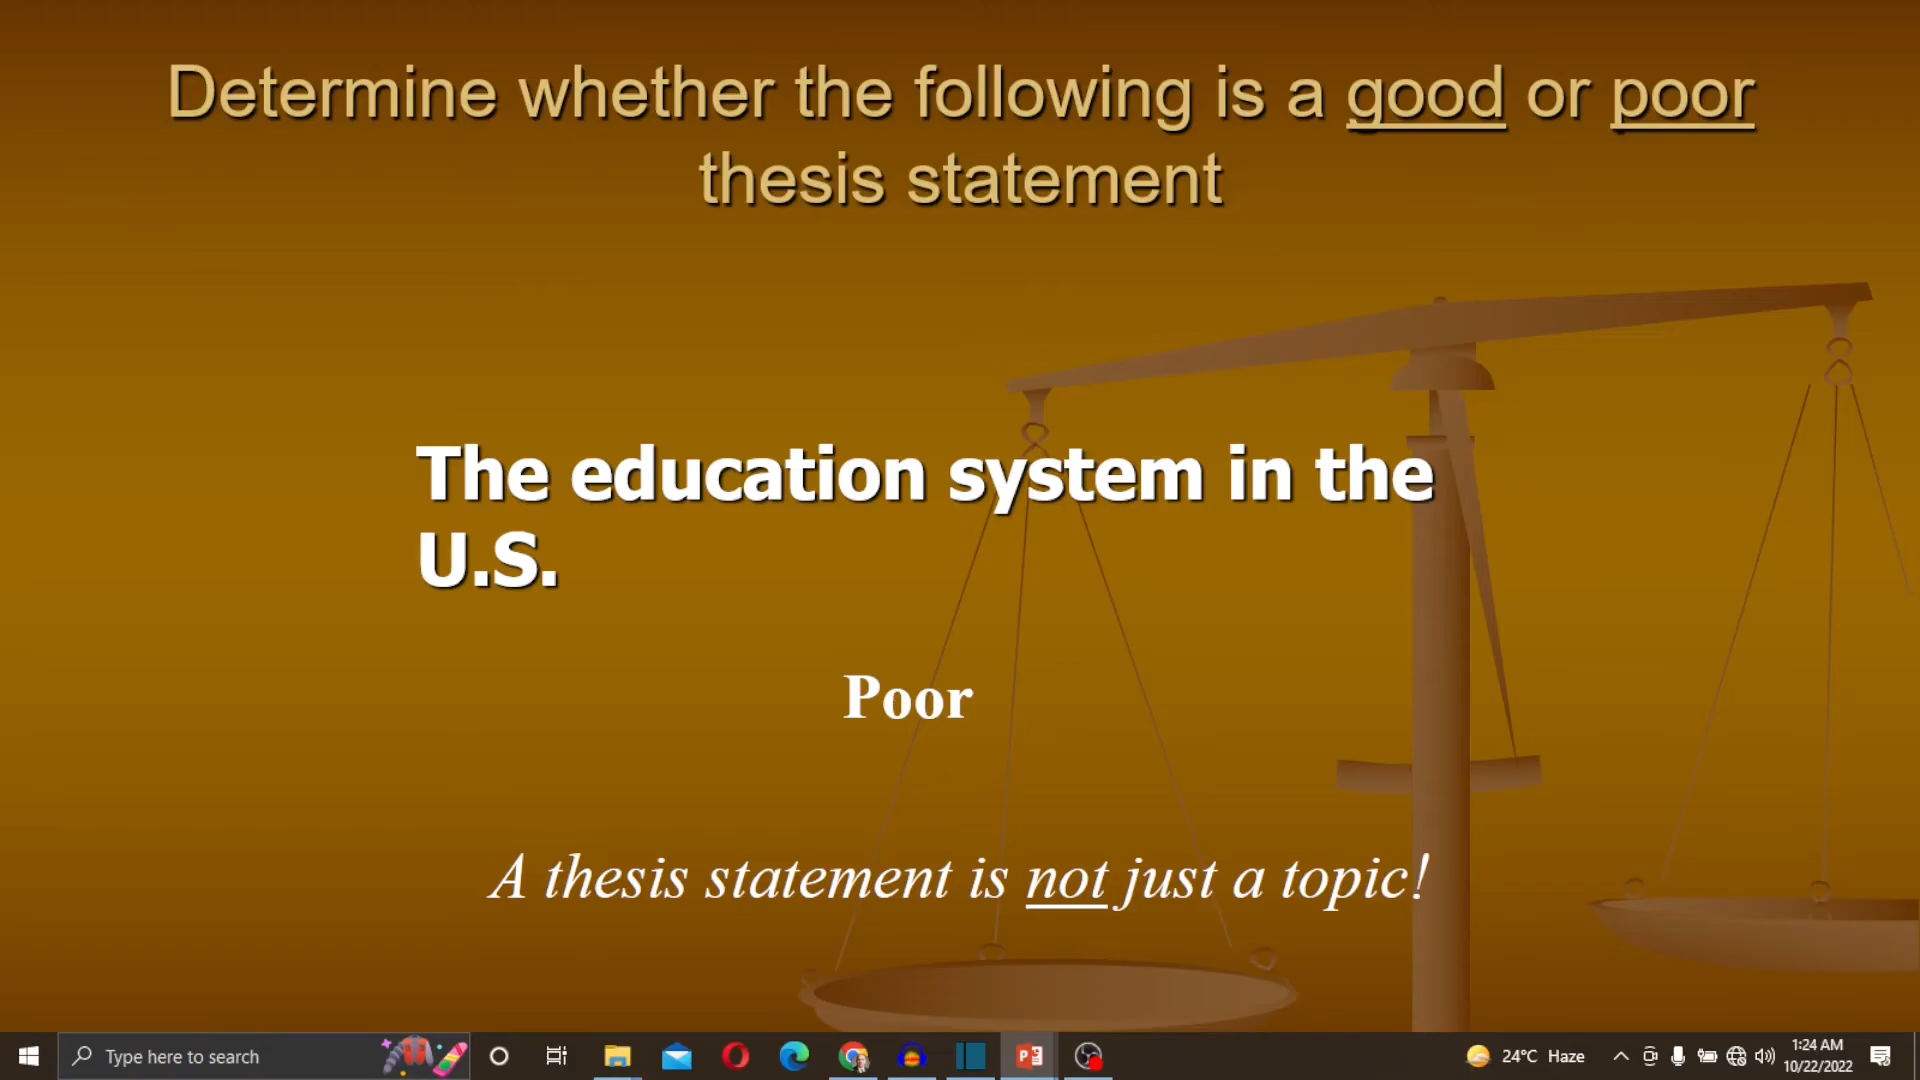 Determine whether the following is a good or poor
thesis statement
The education system in the
U.S.
Poor
A thesis statement is not just a topic!
Type here to search
24°C Haze
1:24 AM
10/22/2022